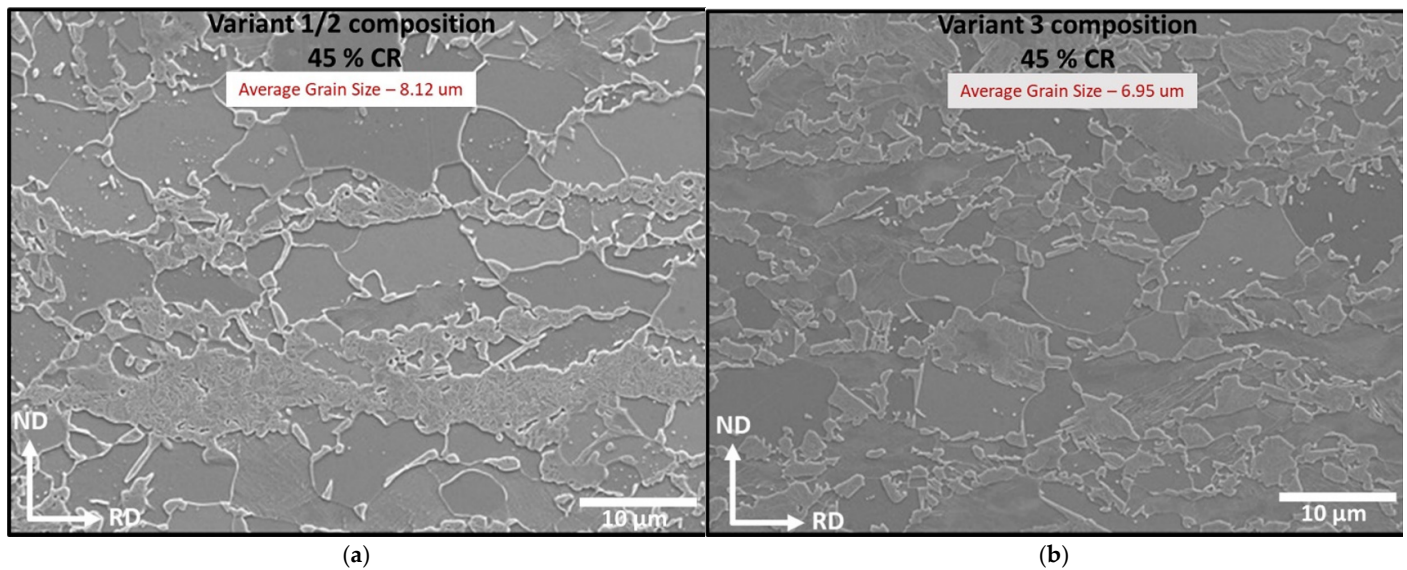 Variant 1/2 composition
45 % CR
Average Grain Size – 8.12 um
ND
RD
10 µm
(a)
Variant 3 composition
45 % CR
Average Grain Size – 6.95 um
ND
RD
10 µm
(b)